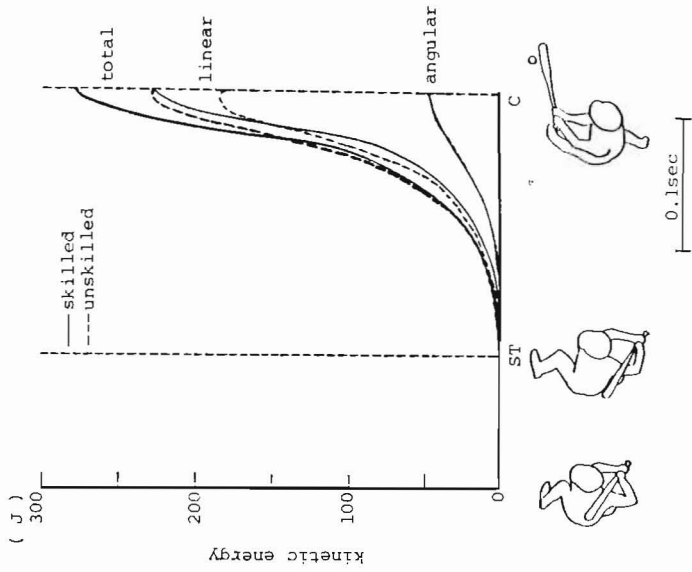 ( J )
300
200
100
0
kinetic energy
—— skilled
--- unskilled
total
linear
angular
ST
C
0.1sec